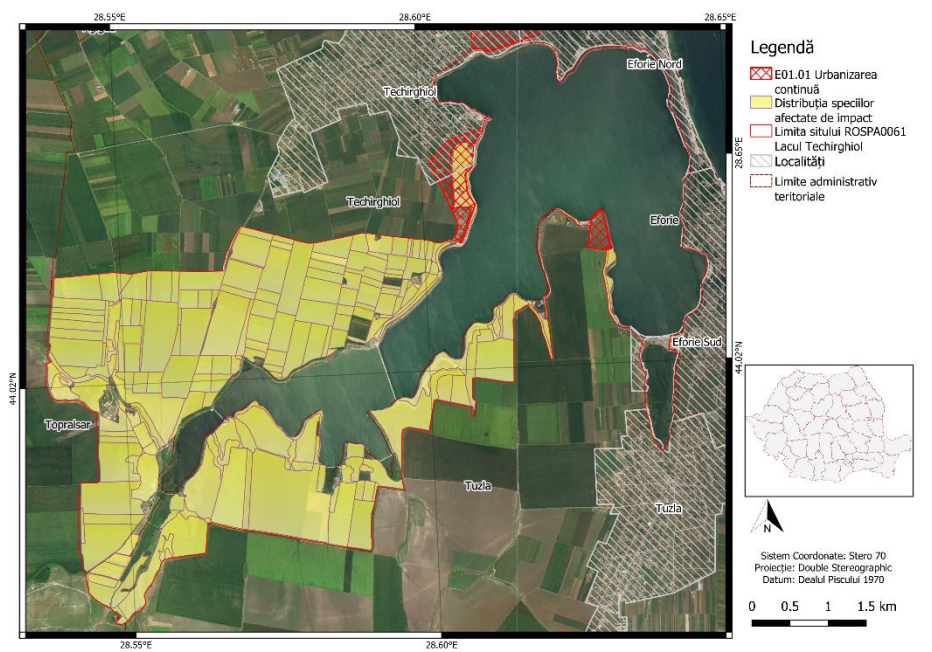 28.55°E
28.60°E
28.65°E
Eforie Nord
Techirghiol
28.65°E
Techirghiol
Eforie
Eforie Sud
44.02°N
44.02°N
Topraisar
Tuzla
Tuzla
28.55°E
28.60°E
Legendă
E01.01 Urbanizarea
continuă
Distribuția speciilor
afectate de impact
Limita sitului ROSPA0061
Lacul Techirghiol
Localități
Limite administrativ
teritoriale
N
Sistem Coordonate: Stero 70
Proiecție: Double Stereographic
Datum: Dealul Piscului 1970
0 0.5 1 1.5 km